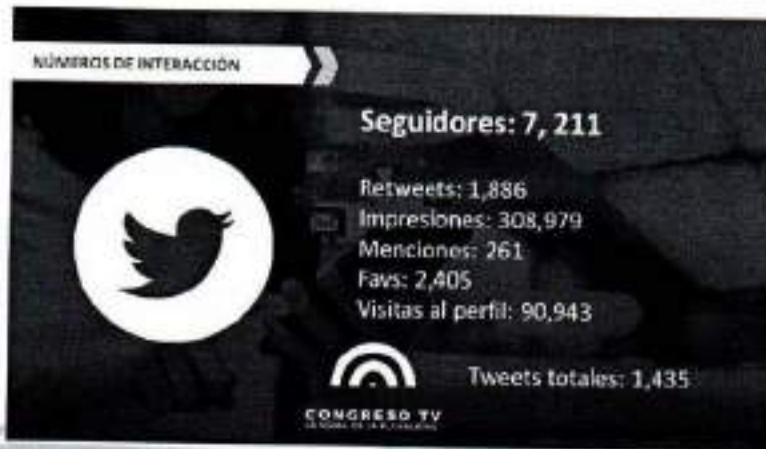 NÚMEROS DE INTERACCIÓN
Seguidores: 7, 211
Retweets: 1,886
Impresiones: 308,979
Menciones: 261
Favs: 2,405
Visitas al perfil: 90,943
Tweets totales: 1,435
CONGRESO TV